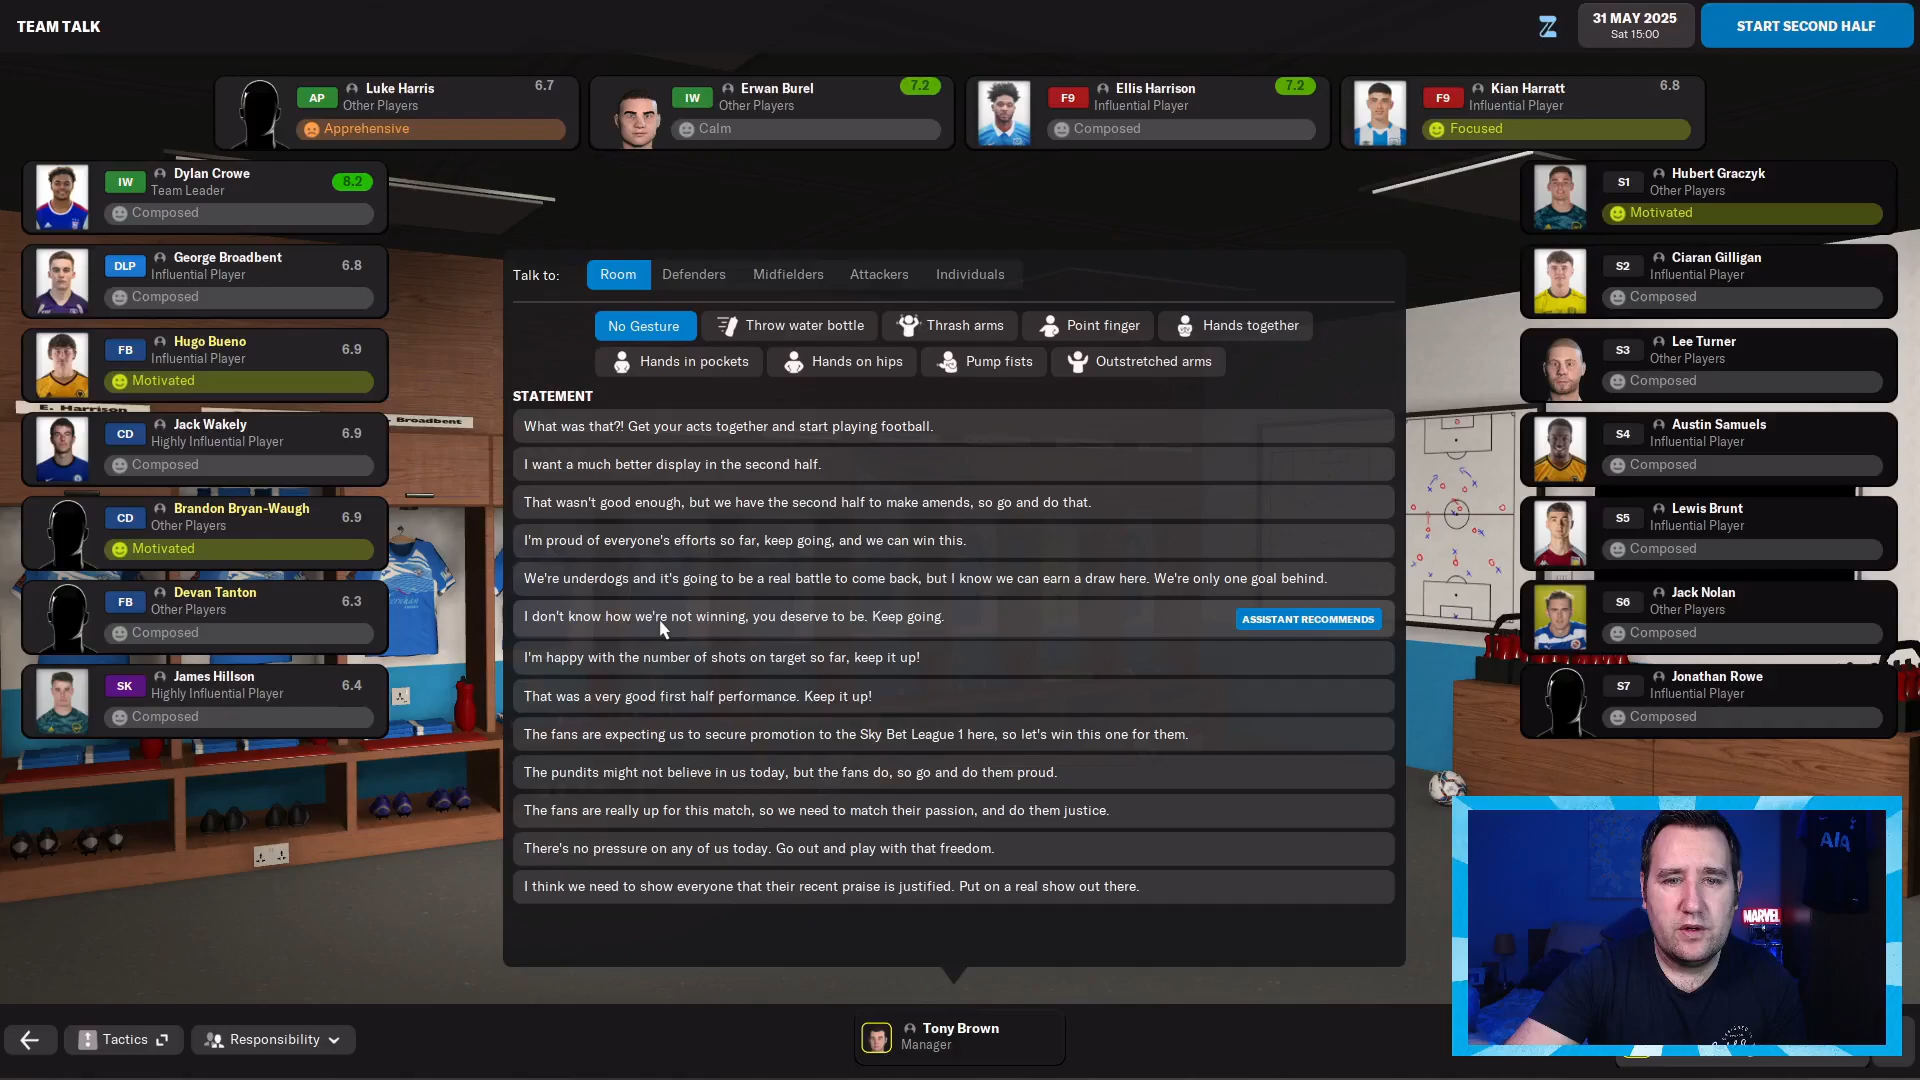 TEAM TALK
31 MAY 2025
Sat 15:00
START SECOND HALF
AP
Luke Harris
6.7
Other Players
Apprehensive
IW
Erwan Burel
7.2
Other Players
Calm
F9
Ellis Harrison
7.2
Influential Player
Composed
F9
Kian Harratt
6.8
Influential Player
Focused
IW
Dylan Crowe
Team Leader
8.2
Composed
DLP
George Broadbent
Influential Player
6.8
Composed
FB
Hugo Bueno
Influential Player
6.9
Motivated
E. Harrison
Broadbent
CD
Jack Wakely
Highly Influential Player
6.9
Composed
CD
Brandon Bryan-Waugh
Other Players
6.9
Motivated
FB
Devan Tanton
Other Players
6.3
Composed
SK
James Hillson
Highly Influential Player
6.4
Composed
Talk to:
Room
Defenders
Midfielders
Attackers
Individuals
No Gesture
Throw water bottle
Thrash arms
Point finger
Hands together
Hands in pockets
Hands on hips
Pump fists
Outstretched arms
STATEMENT
What was that?! Get your acts together and start playing football.
I want a much better display in the second half.
That wasn't good enough, but we have the second half to make amends, so go and do that.
I'm proud of everyone's efforts so far, keep going, and we can win this.
We're underdogs and it's going to be a real battle to come back, but I know we can earn a draw here. We're only one goal behind.
I don't know how we're not winning, you deserve to be. Keep going.
ASSISTANT RECOMMENDS
I'm happy with the number of shots on target so far, keep it up!
That was a very good first half performance. Keep it up!
The fans are expecting us to secure promotion to the Sky Bet League 1 here, so let's win this one for them.
The pundits might not believe in us today, but the fans do, so go and do them proud.
The fans are really up for this match, so we need to match their passion, and do them justice.
There's no pressure on any of us today. Go out and play with that freedom.
I think we need to show everyone that their recent praise is justified. Put on a real show out there.
S1
Hubert Graczyk
Other Players
Motivated
S2
Ciaran Gilligan
Influential Player
Composed
S3
Lee Turner
Other Players
Composed
S4
Austin Samuels
Influential Player
Composed
S5
Lewis Brunt
Influential Player
Composed
S6
Jack Nolan
Other Players
Composed
S7
Jonathan Rowe
Influential Player
Composed
AIA
MARVEL
Tactics
Responsibility
Tony Brown
Manager